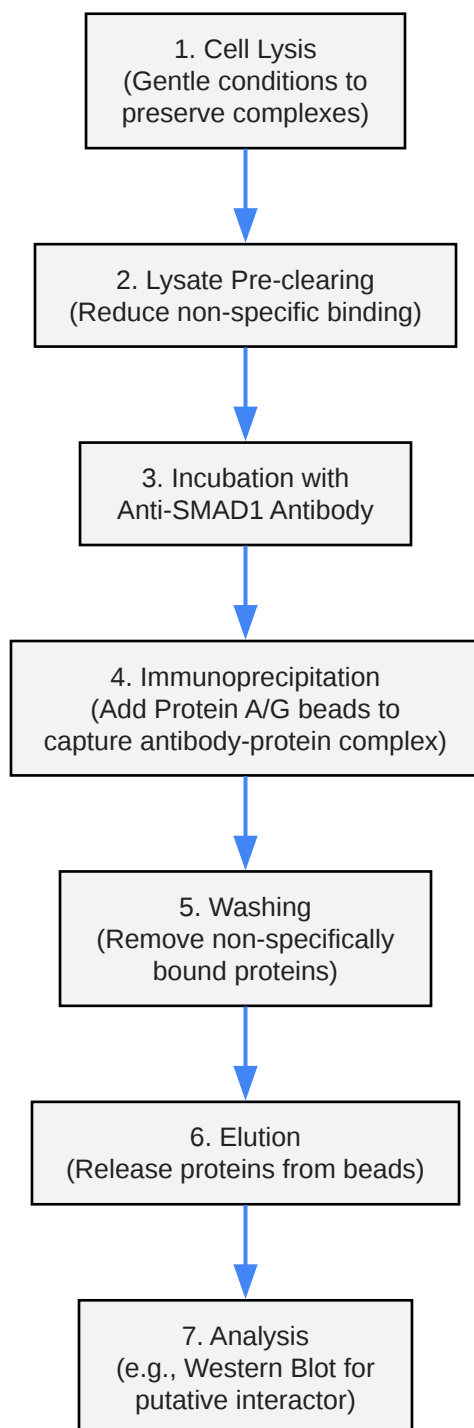 1. Cell Lysis
(Gentle conditions to
preserve complexes)
2. Lysate Pre-clearing
(Reduce non-specific binding)
3. Incubation with
Anti-SMAD1 Antibody
4. Immunoprecipitation
(Add Protein A/G beads to
capture antibody-protein complex)
5. Washing
(Remove non-specifically
bound proteins)
6. Elution
(Release proteins from beads)
7. Analysis
(e.g., Western Blot for
putative interactor)